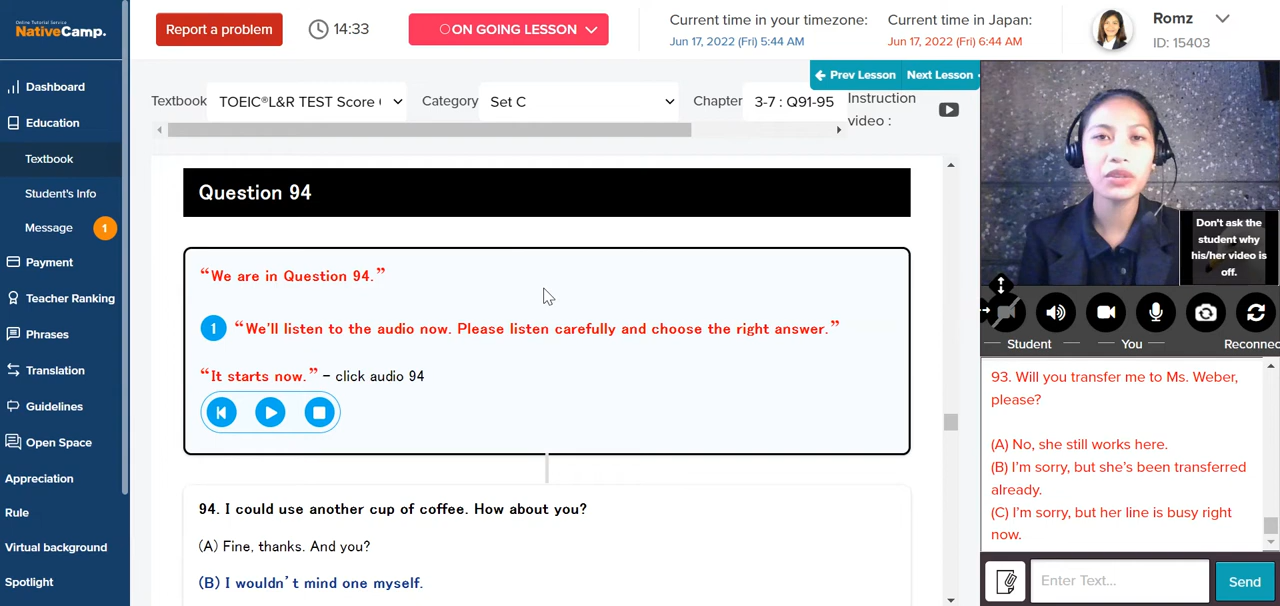 Online Tutorial Service
NativeCamp.
Report a problem
14:33
ON GOING LESSON
Current time in your timezone:
Jun 17, 2022 (Fri) 5:44 AM
Current time in Japan:
Jun 17, 2022 (Fri) 6:44 AM
Romz
ID: 15403
Dashboard
Education
Textbook
Student's Info
Message
1
Payment
Teacher Ranking
Phrases
Translation
Guidelines
Open Space
Appreciation
Rule
Virtual background
Spotlight
Prev Lesson
Next Lesson
Textbook
TOEIC®L&R TEST Score
Category
Set C
Chapter
3-7 : Q91-95
Instruction
video :
Question 94
“We are in Question 94.”
1 “We'll listen to the audio now. Please listen carefully and choose the right answer.”
“It starts now.” – click audio 94
94. I could use another cup of coffee. How about you?
(A) Fine, thanks. And you?
(B) I wouldn't mind one myself.
Don't ask the
student why
his/her video is
off.
Student
You
Reconnec
93. Will you transfer me to Ms. Weber,
please?
(A) No, she still works here.
(B) I'm sorry, but she's been transferred
already.
(C) I'm sorry, but her line is busy right
now.
Enter Text...
Send